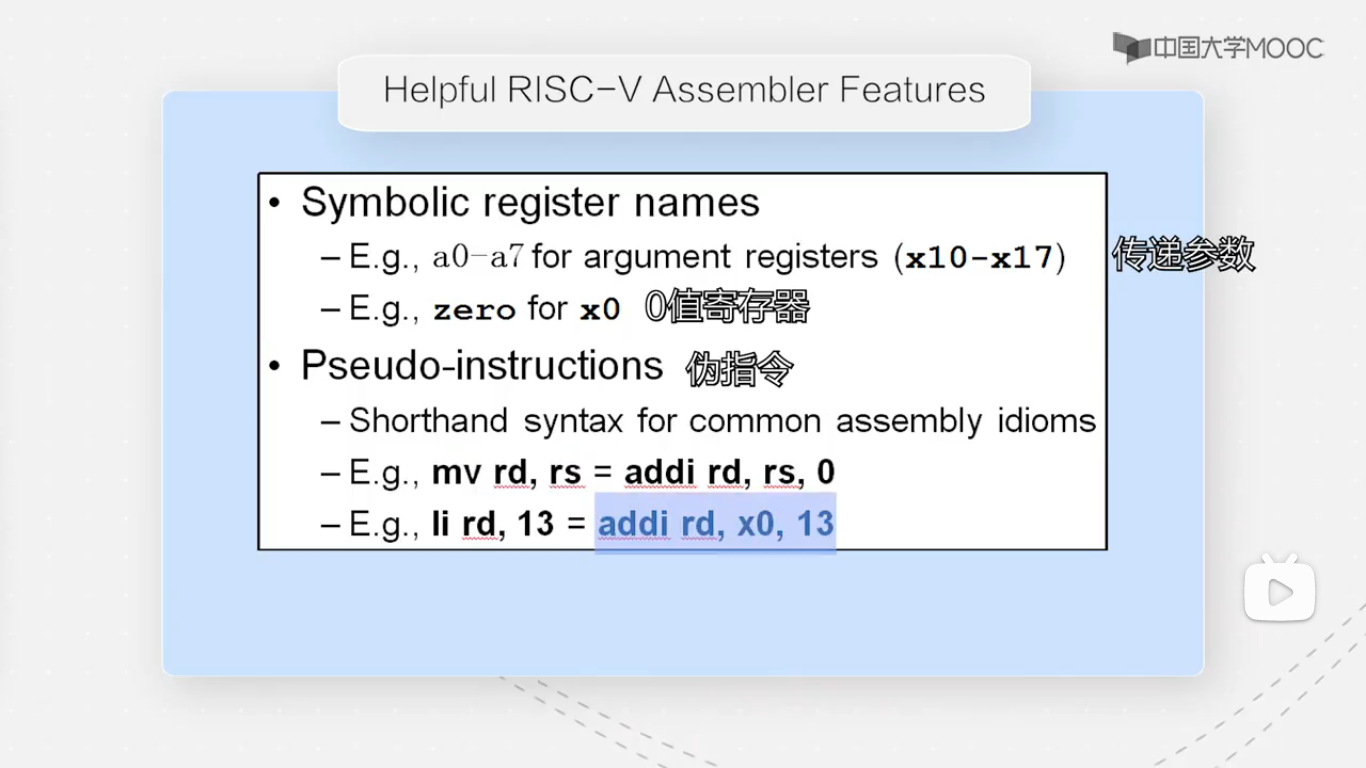 中国大学MOOC
Helpful RISC-V Assembler Features
• Symbolic register names
– E.g., a0-a7 for argument registers (x10-x17) 传递参数
– E.g., zero for x0 0值寄存器
• Pseudo-instructions 伪指令
– Shorthand syntax for common assembly idioms
– E.g., mv rd, rs = addi rd, rs, 0
– E.g., li rd, 13 = addi rd, x0, 13